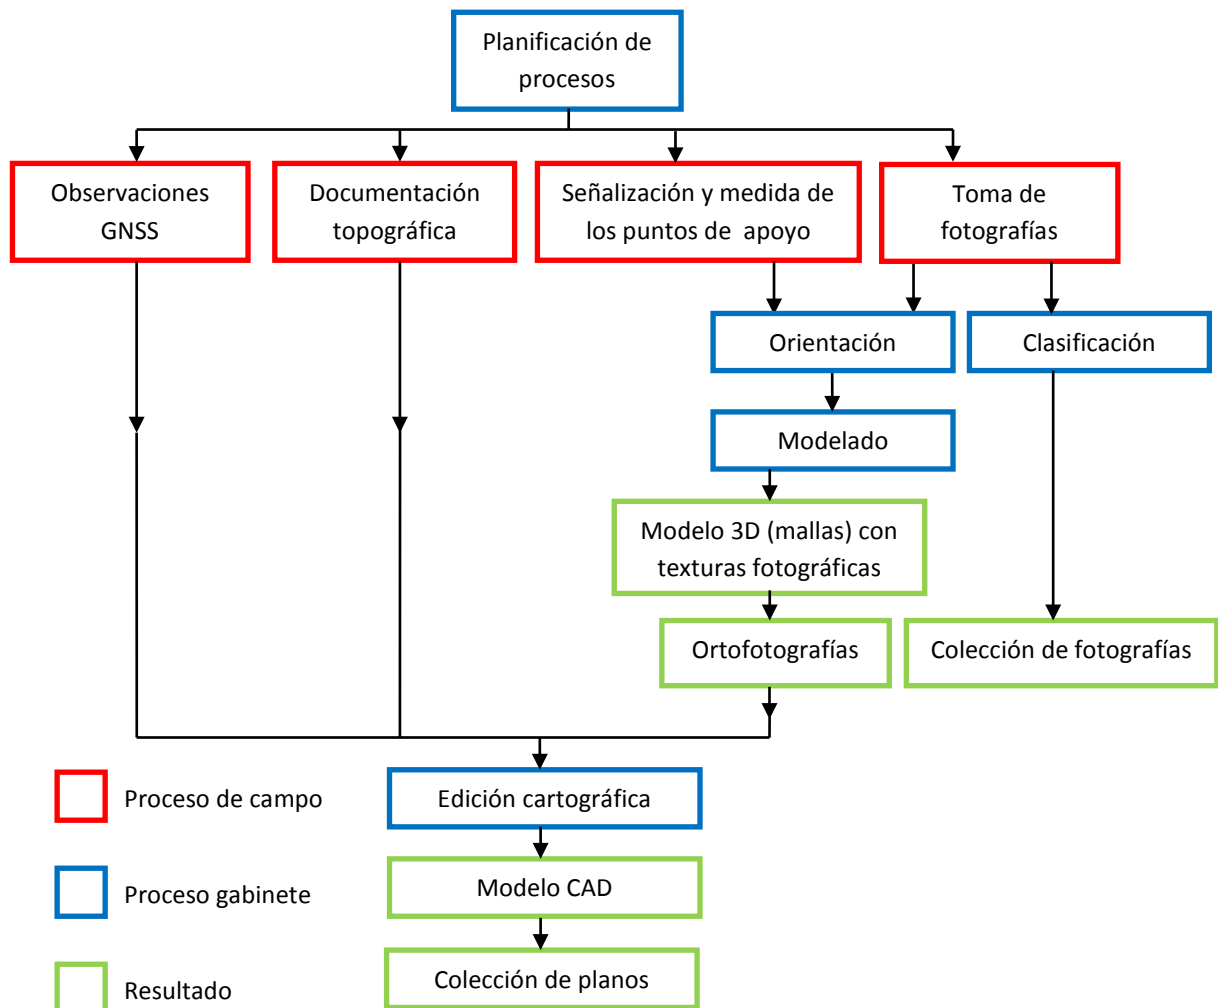 Planificación de
procesos
Observaciones
GNSS
Documentación
topográfica
Señalización y medida de
los puntos de apoyo
Toma de
fotografías
Orientación
Clasificación
Modelado
Modelo 3D (mallas) con
texturas fotográficas
Ortofotografías
Colección de fotografías
Edición cartográfica
Modelo CAD
Colección de planos
Proceso de campo
Proceso gabinete
Resultado